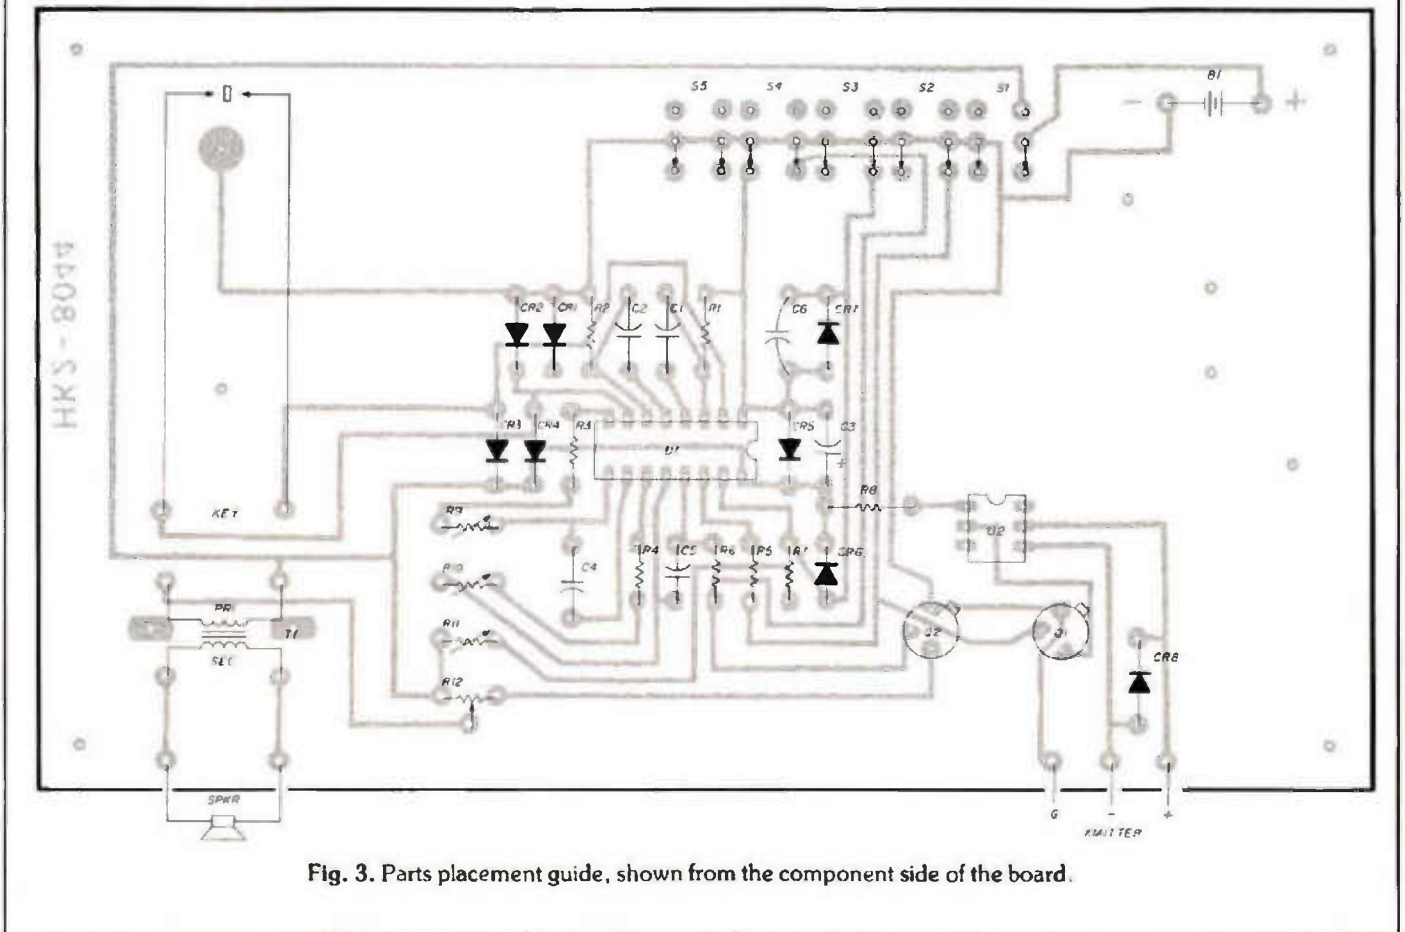 S5 S4 S3 S2 S1 B1
- +
HKS-8044
CR2 CR1 R2 C2 C1 R1 C6 CR7
CR3 CR4 R3 U1 CR5 C3
+
KEY R9 R8 U2
R10 C4 R4 C5 R6 R5 R7 CR6
PRI
T1
SEC
R11 Q2 Q1
R12 CR8
SPKR
G - +
XMITTER
Fig. 3. Parts placement guide, shown from the component side of the board.